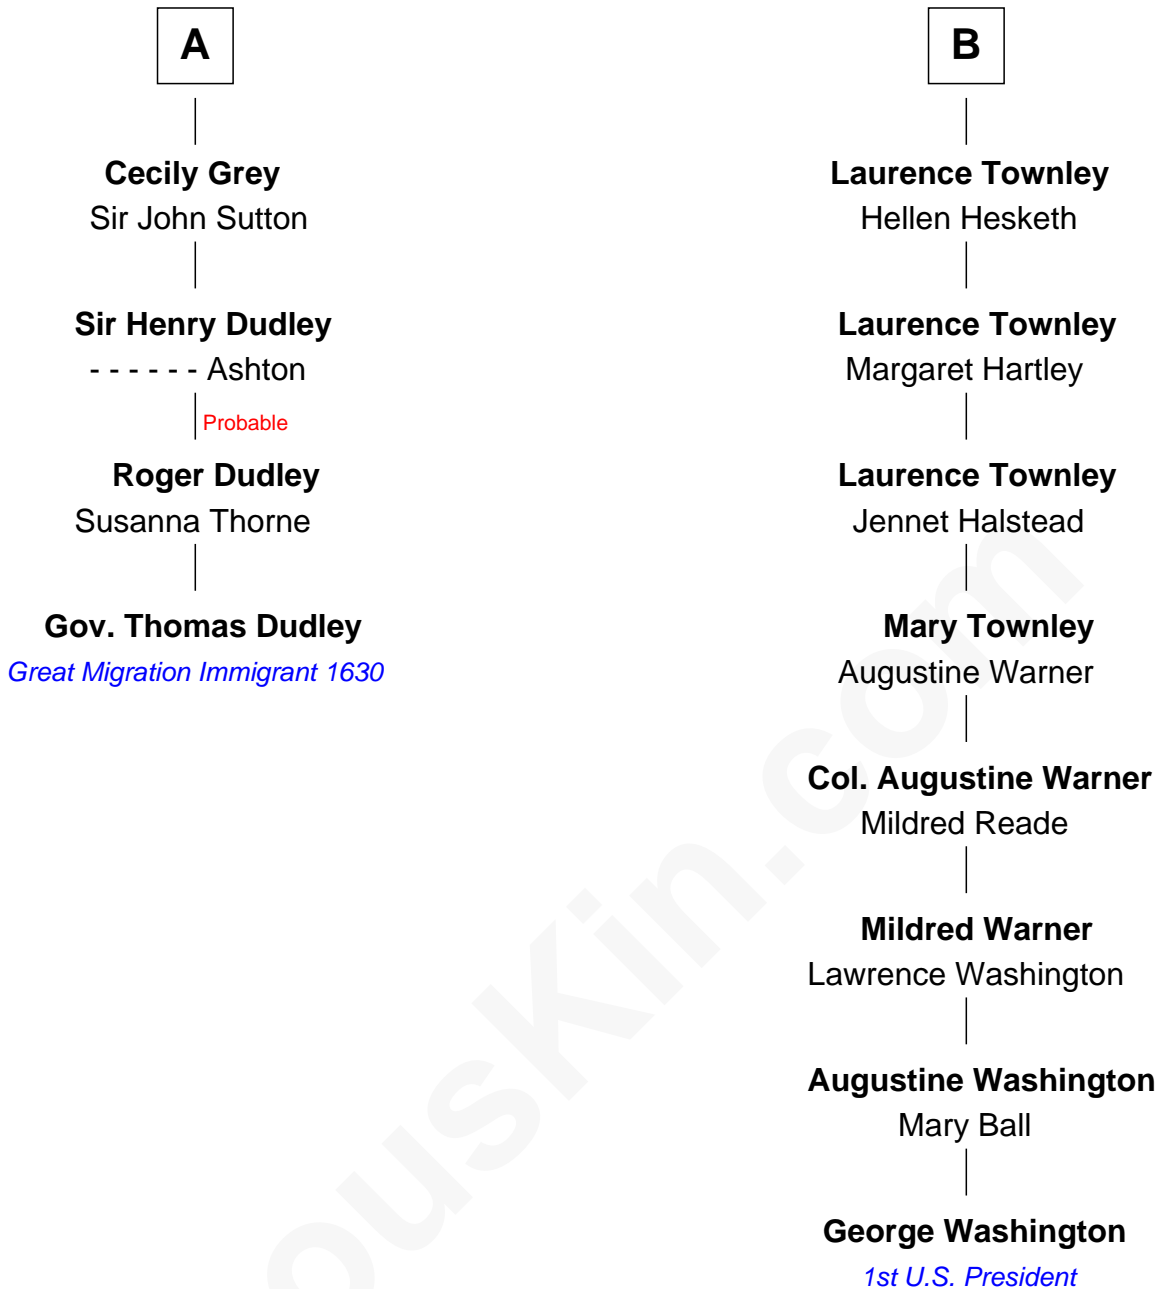 A
Cecily Grey
Sir John Sutton
Sir Henry Dudley
- - - - - - Ashton
Probable
Roger Dudley
Susanna Thorne
Gov. Thomas Dudley
Great Migration Immigrant 1630
B
Laurence Townley
Hellen Hesketh
Laurence Townley
Margaret Hartley
Laurence Townley
Jennet Halstead
Mary Townley
Augustine Warner
Col. Augustine Warner
Mildred Reade
Mildred Warner
Lawrence Washington
Augustine Washington
Mary Ball
George Washington
1st U.S. President
ousKin.com